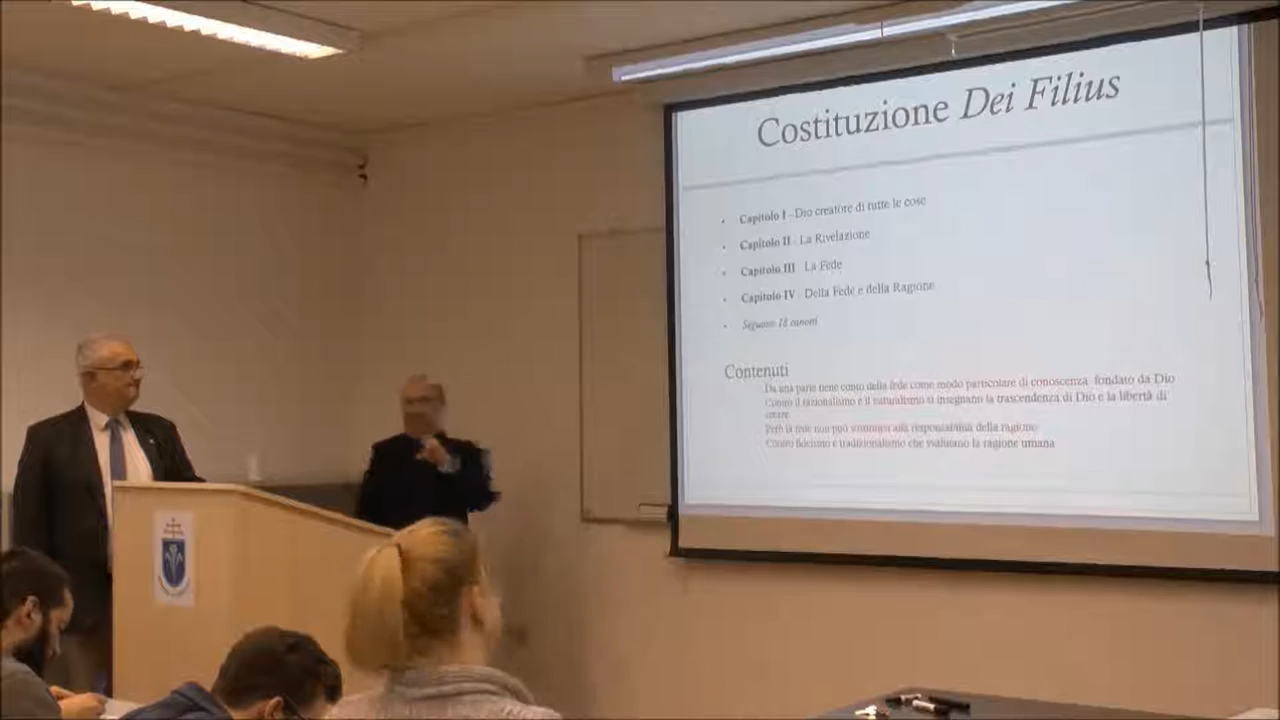 Costituzione Dei Filius
• Capitolo I - Dio creatore di tutte le cose
• Capitolo II - La Rivelazione
• Capitolo III La Fede
• Capitolo IV - Della Fede e della Ragione
• Seguono 18 canoni
Contenuti
Da una parte tiene conto della fede come modo particolare di conoscenza fondato da Dio
Contro il razionalismo e il naturalismo si insegnano la trascendenza di Dio e la libertà di
creare
Però la fede non può sottrarsi alla responsabilità della ragione
Contro fideismo e tradizionalismo che svalutano la ragione umana